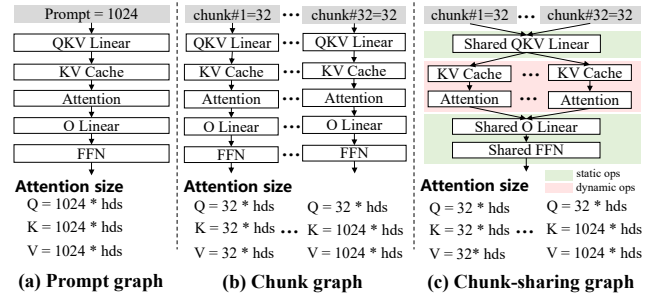 Prompt = 1024
QKV Linear
KV Cache
Attention
O Linear
FFN
Attention size
Q = 1024 * hds
K = 1024 * hds
V = 1024 * hds
(a) Prompt graph
chunk#1=32 ••• chunk#32=32
QKV Linear ••• QKV Linear
KV Cache ••• KV Cache
Attention ••• Attention
O Linear ••• O Linear
FFN ••• FFN
Attention size
Q = 32 * hds Q = 32 * hds
K = 32 * hds ••• K = 1024 * hds
V = 32 * hds V = 1024 * hds
(b) Chunk graph
chunk#1=32 ••• chunk#32=32
Shared QKV Linear
KV Cache ••• KV Cache
Attention ••• Attention
Shared O Linear
Shared FFN
static ops
dynamic ops
Attention size
Q = 32 * hds Q = 32 * hds
K = 32 * hds ••• K = 1024 * hds
V = 32* hds V = 1024 * hds
(c) Chunk-sharing graph